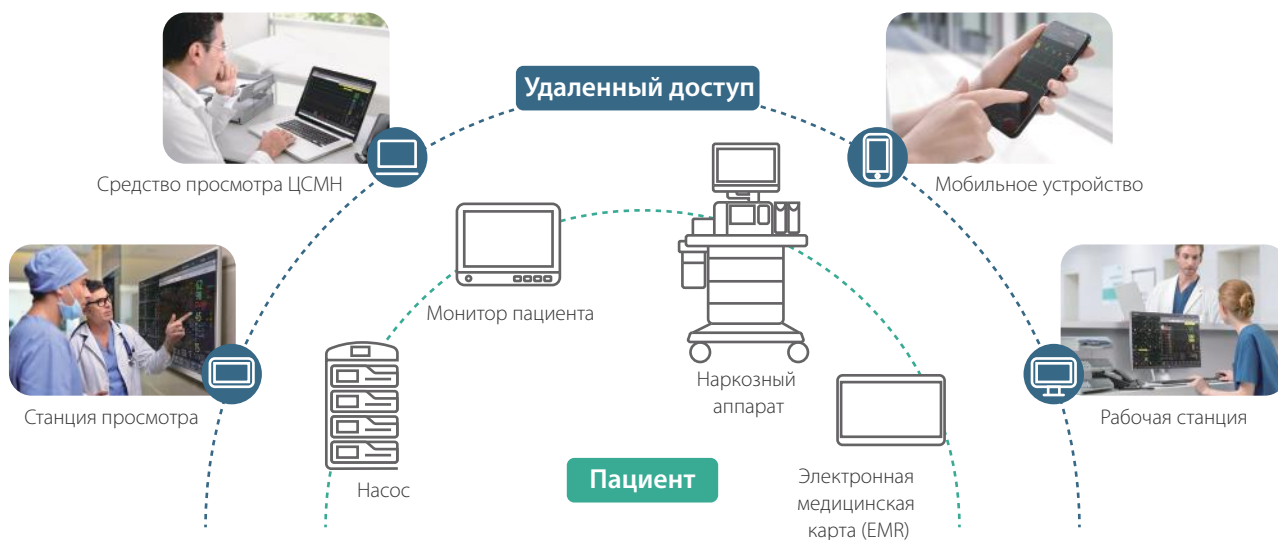 Удаленный доступ
Средство просмотра ЦСМН
Мобильное устройство
Монитор пациента
Станция просмотра
Наркозный
аппарат
Рабочая станция
Насос
Пациент
Электронная
медицинская
карта (EMR)